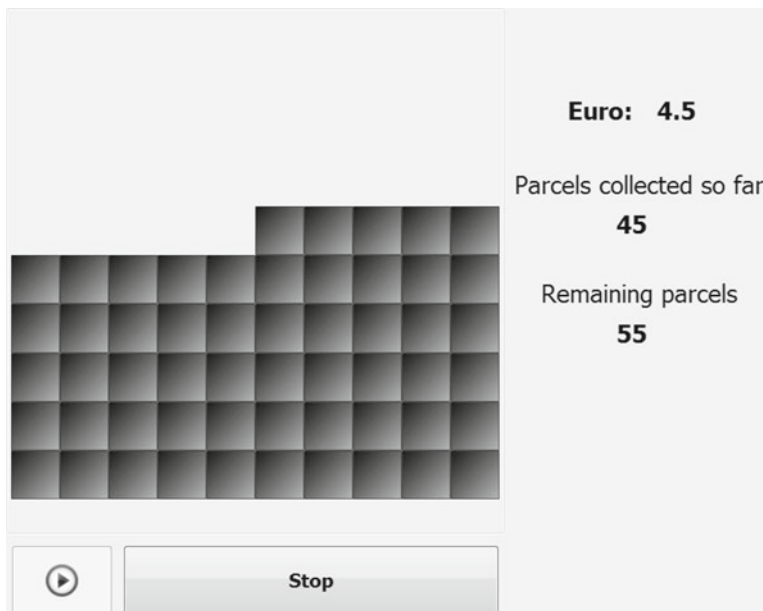 Euro: 4.5
Parcels collected so far
45
Remaining parcels
55
Stop